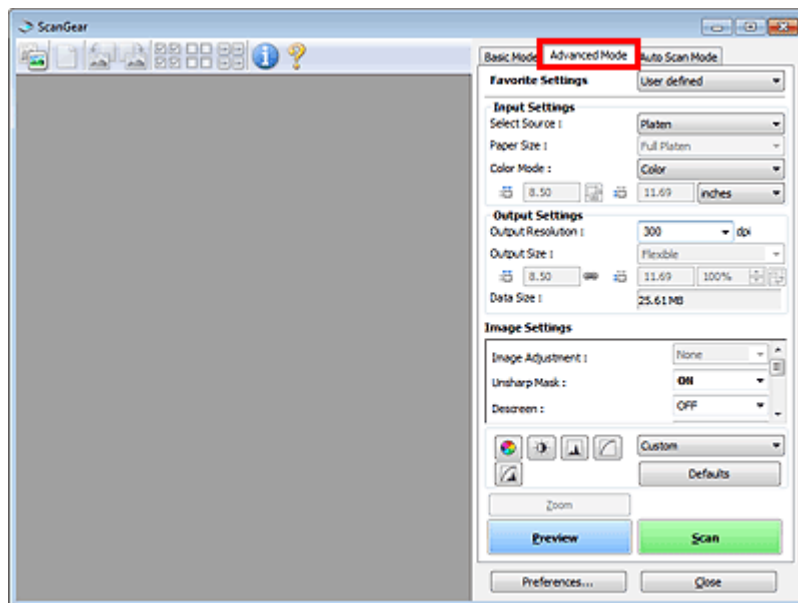 ScanGear
Basic Mode Advanced Mode Auto Scan Mode
Favorite Settings User defined
Input Settings
Select Source : Platen
Paper Size : Full Platen
Color Mode : Color
8.50 11.69 inches
Output Settings
Output Resolution : 300 dpi
Output Size : Flexible
8.50 11.69 100%
Data Size : 25.61 MB
Image Settings
Image Adjustment : None
Unsharp Mask : ON
Descreen : OFF
Custom
Defaults
Zoom
Preview Scan
Preferences... Close